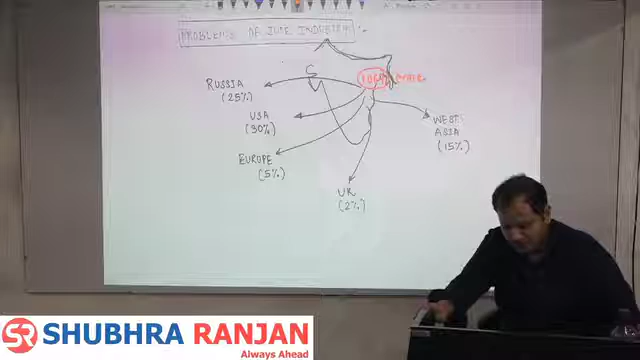 PROBLEMS OF JUTE INDUSTRY :-
RUSSIA
(25%)
USA
(30%)
EUROPE
(5%)
UK
(2%)
WEST
ASIA
(15%)
SR SHUBHRA RANJAN
Always Ahead